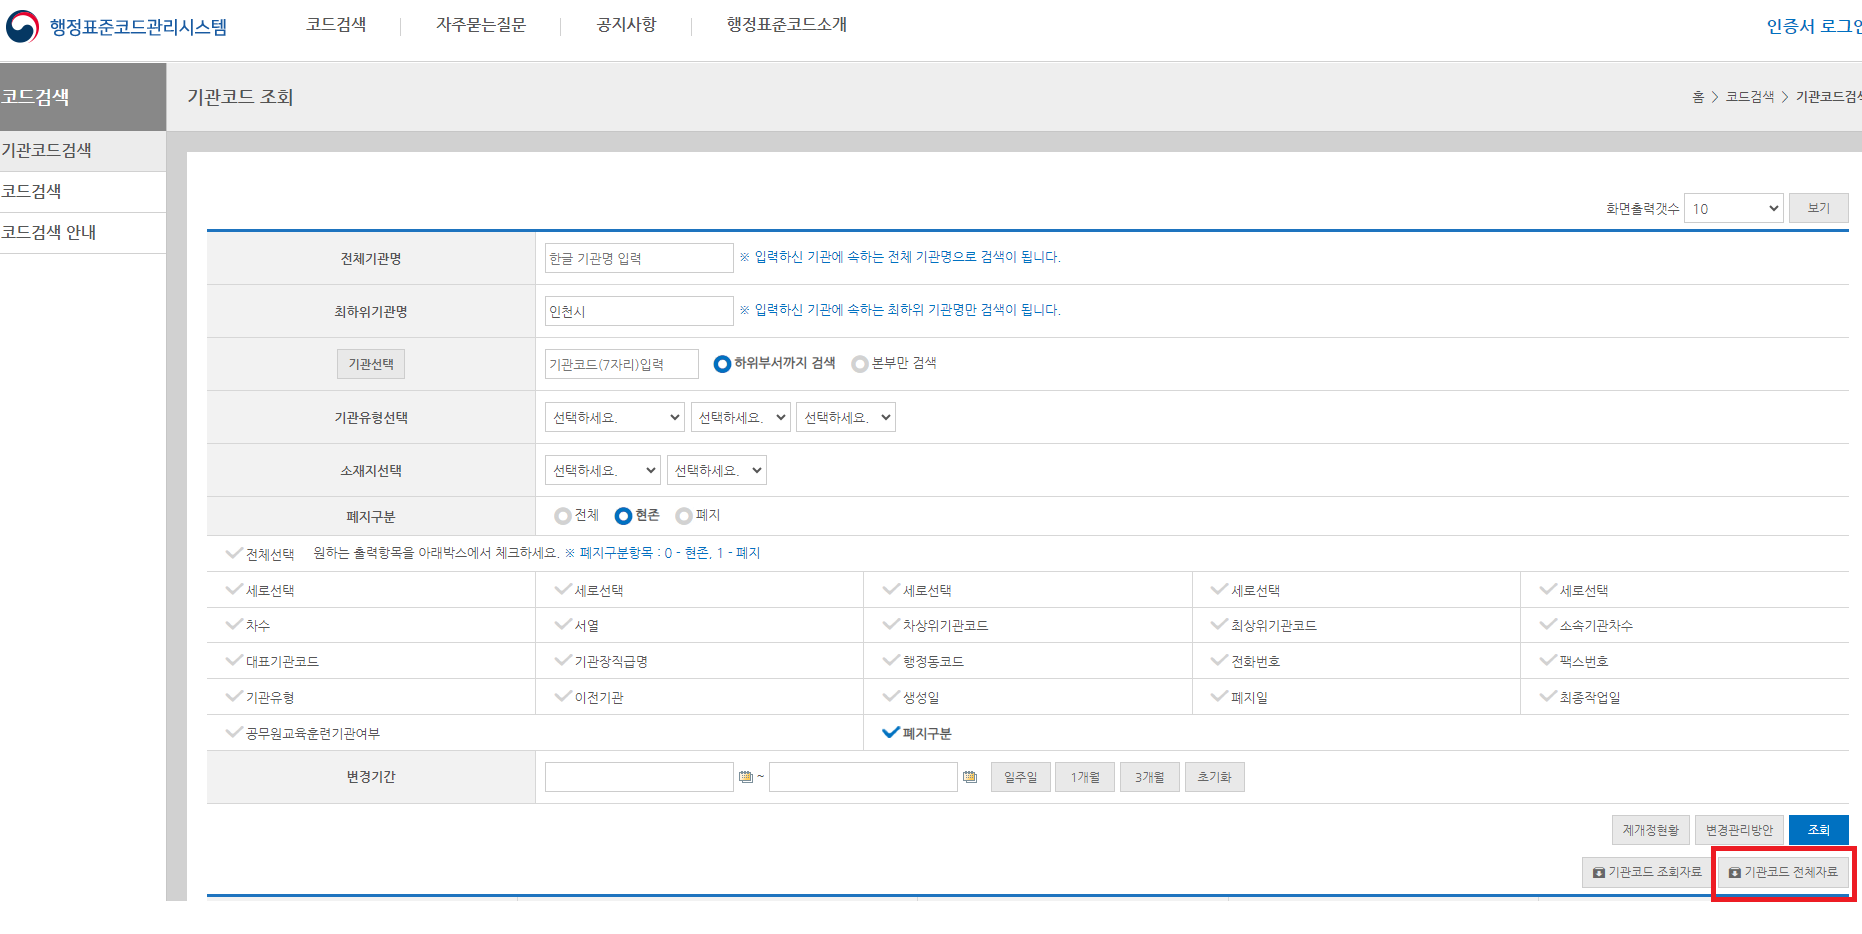 행정표준코드관리시스템
코드검색
자주묻는질문
공지사항
행정표준코드소개
인증서 로그인
코드검색
기관코드검색
코드검색
코드검색 안내
기관코드 조회
홈 > 코드검색 > 기관코드검색
화면출력갯수 10 보기
전체기관명 한글 기관명 입력 ※ 입력하신 기관에 속하는 전체 기관명으로 검색이 됩니다.
최하위기관명 인천시 ※ 입력하신 기관에 속하는 최하위 기관명만 검색이 됩니다.
기관선택 기관코드(7자리)입력 하위부서까지 검색 본부만 검색
기관유형선택 선택하세요. 선택하세요. 선택하세요.
소재지선택 선택하세요. 선택하세요.
폐지구분 전체 현존 폐지
전체선택 원하는 출력항목을 아래박스에서 체크하세요. ※ 폐지구분항목 : 0 - 현존, 1 - 폐지
세로선택 세로선택 세로선택 세로선택 세로선택
차수 서열 차상위기관코드 최상위기관코드 소속기관차수
대표기관코드 기관장직급명 행정동코드 전화번호 팩스번호
기관유형 이전기관 생성일 폐지일 최종작업일
공무원교육훈련기관여부 폐지구분
변경기간 ~ 일주일 1개월 3개월 초기화
제개정현황 변경관리방안 조회
기관코드 조회자료 기관코드 전체자료